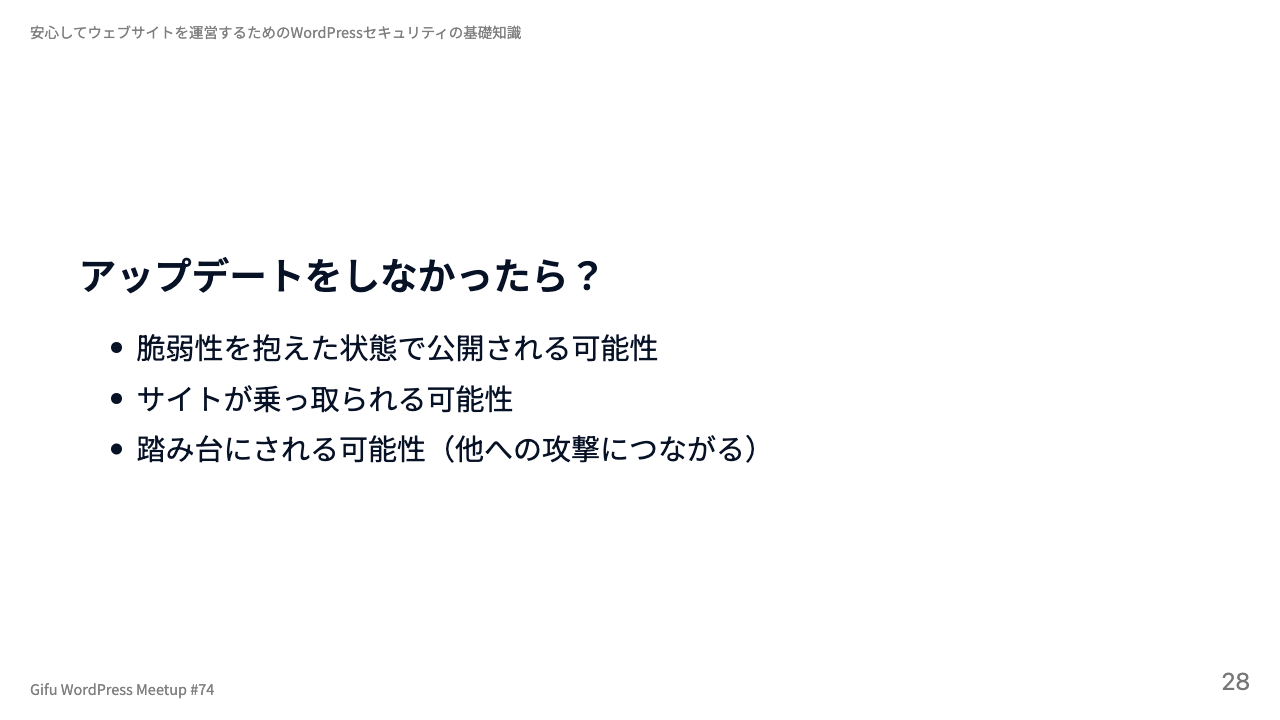 安心してウェブサイトを運営するためのWordPressセキュリティの基礎知識
アップデートをしなかったら？
• 脆弱性を抱えた状態で公開される可能性
• サイトが乗っ取られる可能性
• 踏み台にされる可能性（他への攻撃につながる）
Gifu WordPress Meetup #74
28